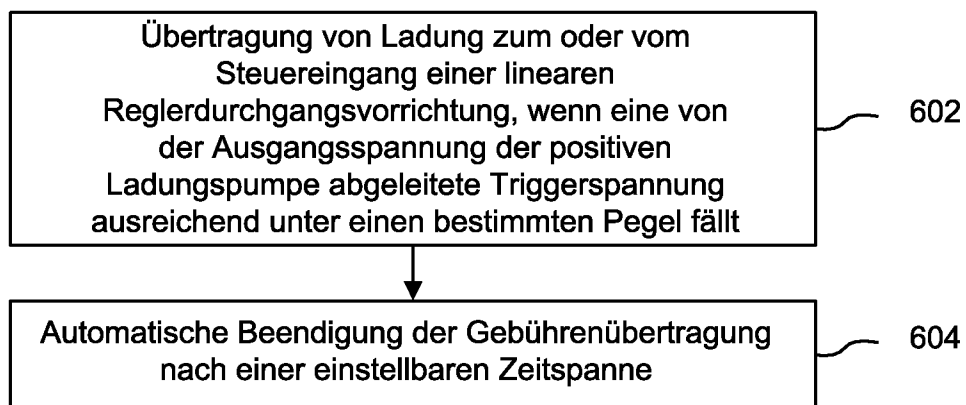 Übertragung von Ladung zum oder vom
Steuereingang einer linearen
Reglerdurchgangsvorrichtung, wenn eine von
der Ausgangsspannung der positiven
Ladungspumpe abgeleitete Triggerspannung
ausreichend unter einen bestimmten Pegel fällt
602
Automatische Beendigung der Gebührenübertragung
nach einer einstellbaren Zeitspanne
604